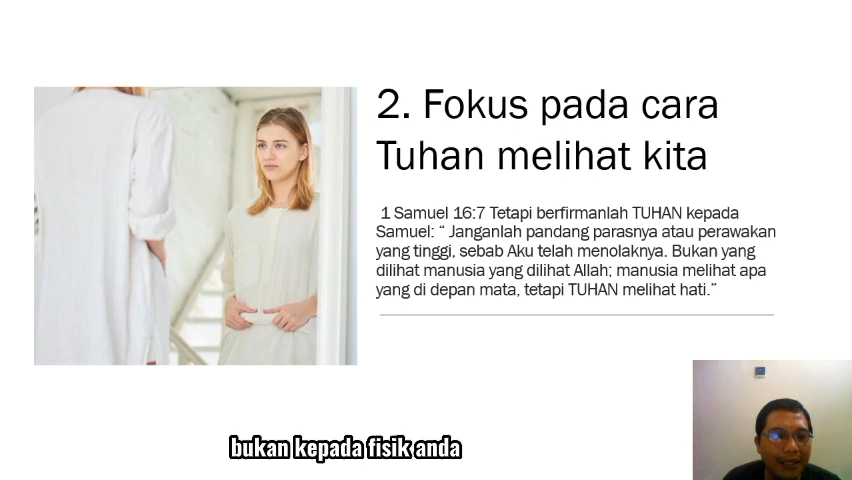 2. Fokus pada cara
Tuhan melihat kita
1 Samuel 16:7 Tetapi berfirmanlah TUHAN kepada
Samuel: “ Janganlah pandang parasnya atau perawakan
yang tinggi, sebab Aku telah menolaknya. Bukan yang
dilihat manusia yang dilihat Allah; manusia melihat apa
yang di depan mata, tetapi TUHAN melihat hati.”
bukan kepada fisik anda